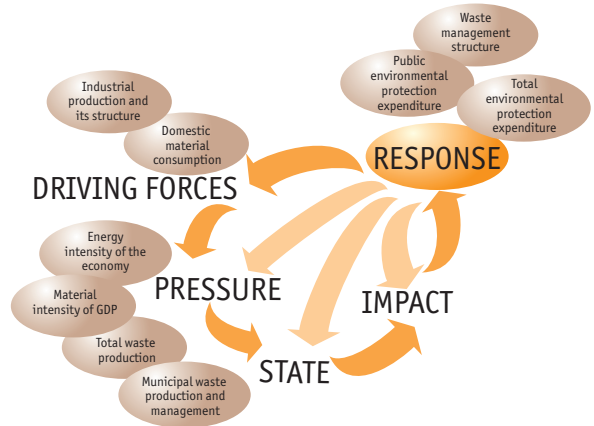 Waste
management
structure
Public
environmental
protection
expenditure
Total
environmental
protection
expenditure
Industrial
production and
its structure
Domestic
material
consumption
RESPONSE
DRIVING FORCES
Energy
intensity of the
economy
Material
intensity of GDP
Total waste
production
Municipal waste
production and
management
PRESSURE
IMPACT
STATE